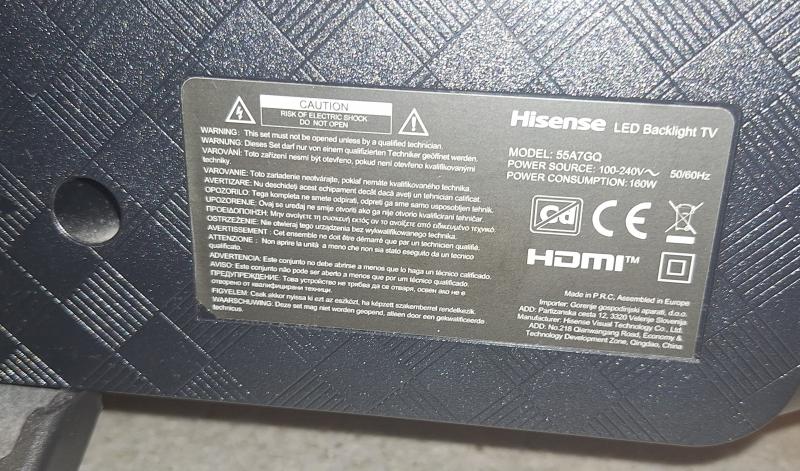 CAUTION
RISK OF ELECTRIC SHOCK
DO NOT OPEN
WARNING: This set must not be opened unless by a qualified technician.
WARNUNG: Dieses Set darf nur von einem qualifizierten Techniker geöffnet werden.
VAROVÁNÍ: Toto zařízení nesmí být otevřeno, pokud není otevřeno kvalifikovanými
techniky.
VAROVANIE: Toto zariadenie neotvárajte, pokiaľ nemáte kvalifikovaného technika.
AVERTIZARE: Nu deschideți acest echipament decât dacă aveți un tehnician calificat.
OPOZORILO: Tega kompleta ne smete odpirati, odpreti ga sme samo usposobljen tehnik.
UPOZORENJE: Ovaj se uređaj ne smije otvarati ako ga nije otvorio kvalificirani tehničar.
ΠΡΟΕΙΔΟΠΟΙΗΣΗ: Μην ανοίγετε τη συσκευή εκτός αν το ανοίξετε από ειδικευμένο τεχνικό.
OSTRZEŻENIE: Nie otwieraj tego urządzenia bez wykwalifikowanego technika.
AVERTISSEMENT : Cet ensemble ne doit être démarré que par un technicien qualifié.
ATTENZIONE : Non aprire la unità a meno che non sia stato eseguito da un tecnico
qualificato.
ADVERTENCIA: Este conjunto no debe abrirse a menos que lo haga un técnico calificado.
AVISO: Este conjunto não pode ser aberto a menos que por um técnico qualificado.
ПРЕДУПРЕЖДЕНИЕ: Това устройство не трябва да се отваря, освен ако не е
отворено от квалифицирани техници.
FIGYELEM: Csak akkor nyissa ki ezt az eszközt, ha képzett szakemberrel rendelkezik.
WAARSCHUWING: Deze set mag niet worden geopend, alleen door een gekwalificeerde
technicus.
Hisense LED Backlight TV
MODEL: 55A7GQ
POWER SOURCE: 100-240V～ 50/60Hz
POWER CONSUMPTION: 160W
Cd CE
HDMI™
Made in P.R.C, Assembled in Europe
Importer: Gorenje gospodinjski aparati, d.o.o.
ADD: Partizanska cesta 12, 3320 Velenje Slovenija
Manufacturer: Hisense Visual Technology Co., Ltd.
ADD: No.218 Qianwangang Road, Economy &
Technology Development Zone, Qingdao, China